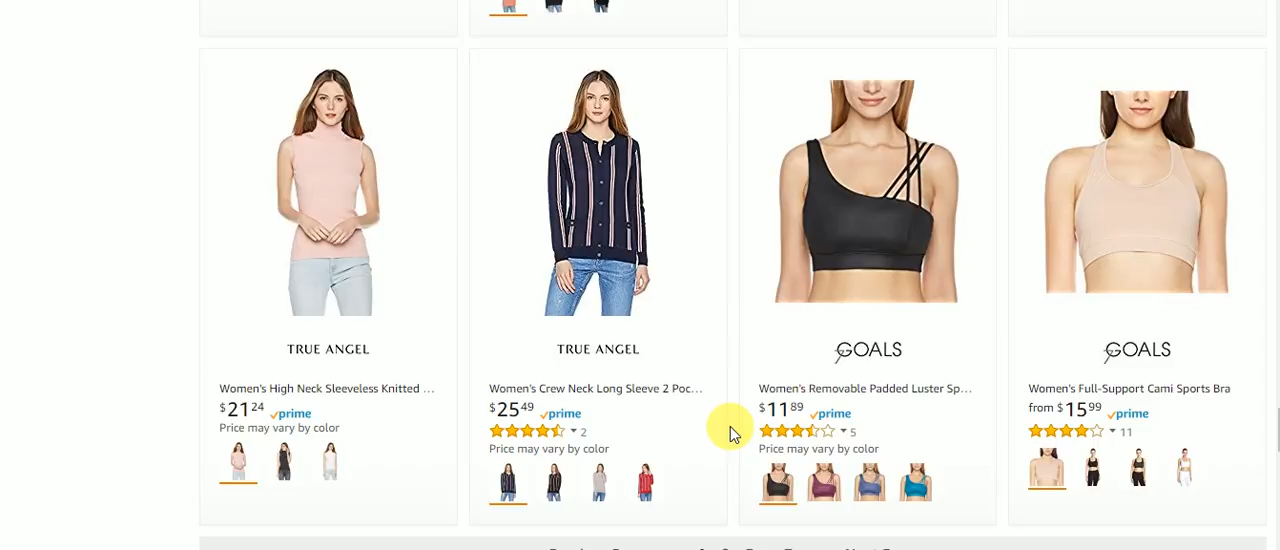 TRUE ANGEL
Women's High Neck Sleeveless Knitted ...
$21 24 prime
Price may vary by color
TRUE ANGEL
Women's Crew Neck Long Sleeve 2 Poc...
$25 49 prime
2
Price may vary by color
GOALS
Women's Removable Padded Luster Sp...
$11 89 prime
5
Price may vary by color
GOALS
Women's Full-Support Cami Sports Bra
from $15 99 prime
11